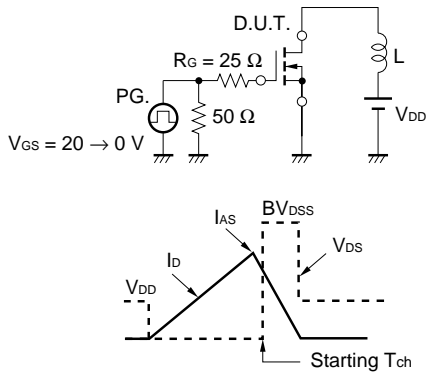 D.U.T.
RG = 25 Ω
L
PG.
50 Ω
VDD
VGS = 20 → 0 V
BVDSS
IAS
VDS
ID
VDD
Starting Tch